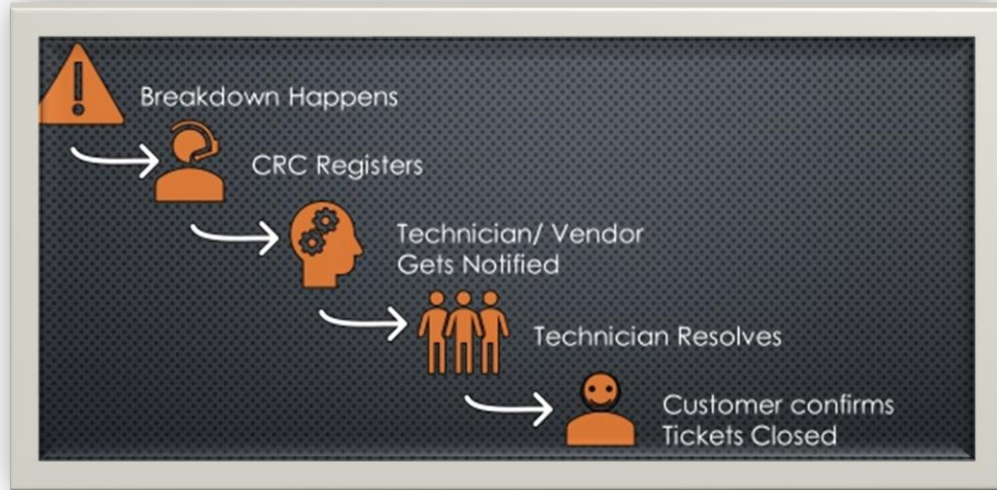 Breakdown Happens
CRC Registers
Technician/ Vendor
Gets Notified
Technician Resolves
Customer confirms
Tickets Closed